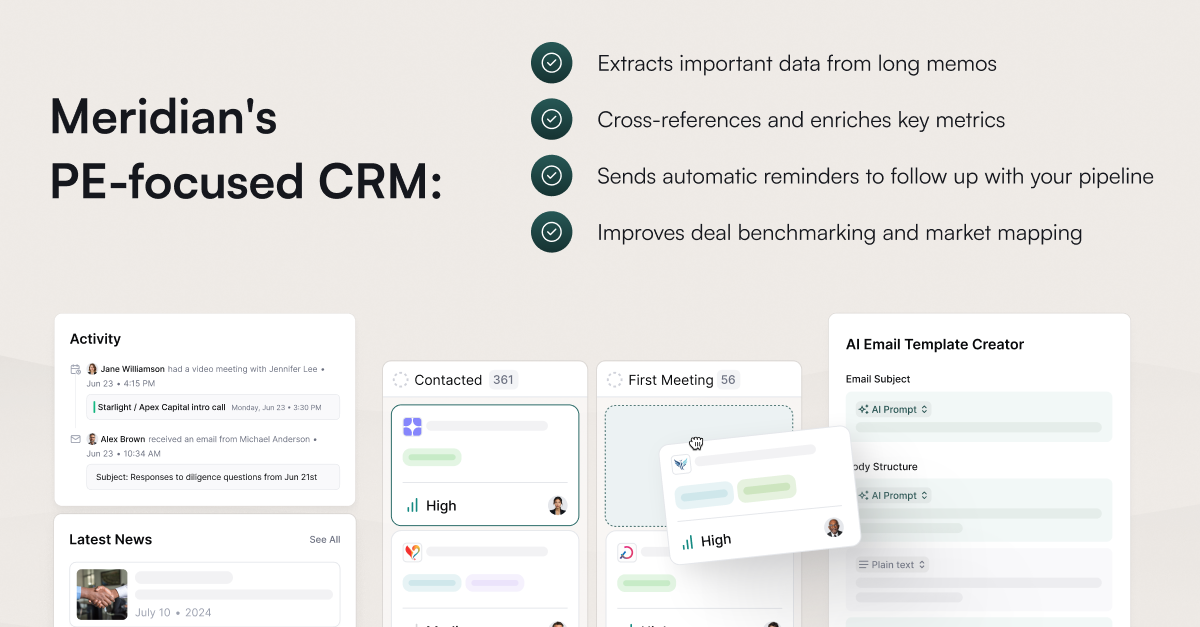 Meridian's
PE-focused CRM:
Extracts important data from long memos
Cross-references and enriches key metrics
Sends automatic reminders to follow up with your pipeline
Improves deal benchmarking and market mapping
Activity
Jane Williamson had a video meeting with Jennifer Lee •
Jun 23 • 4:15 PM
Starlight / Apex Capital intro call Monday, Jun 23 • 3:30 PM
Alex Brown received an email from Michael Anderson •
Jun 23 • 10:34 AM
Subject: Responses to diligence questions from Jun 21st
Latest News See All
July 10 • 2024
Contacted 361
High
First Meeting 56
High
AI Email Template Creator
Email Subject
AI Prompt
ody Structure
AI Prompt
Plain text